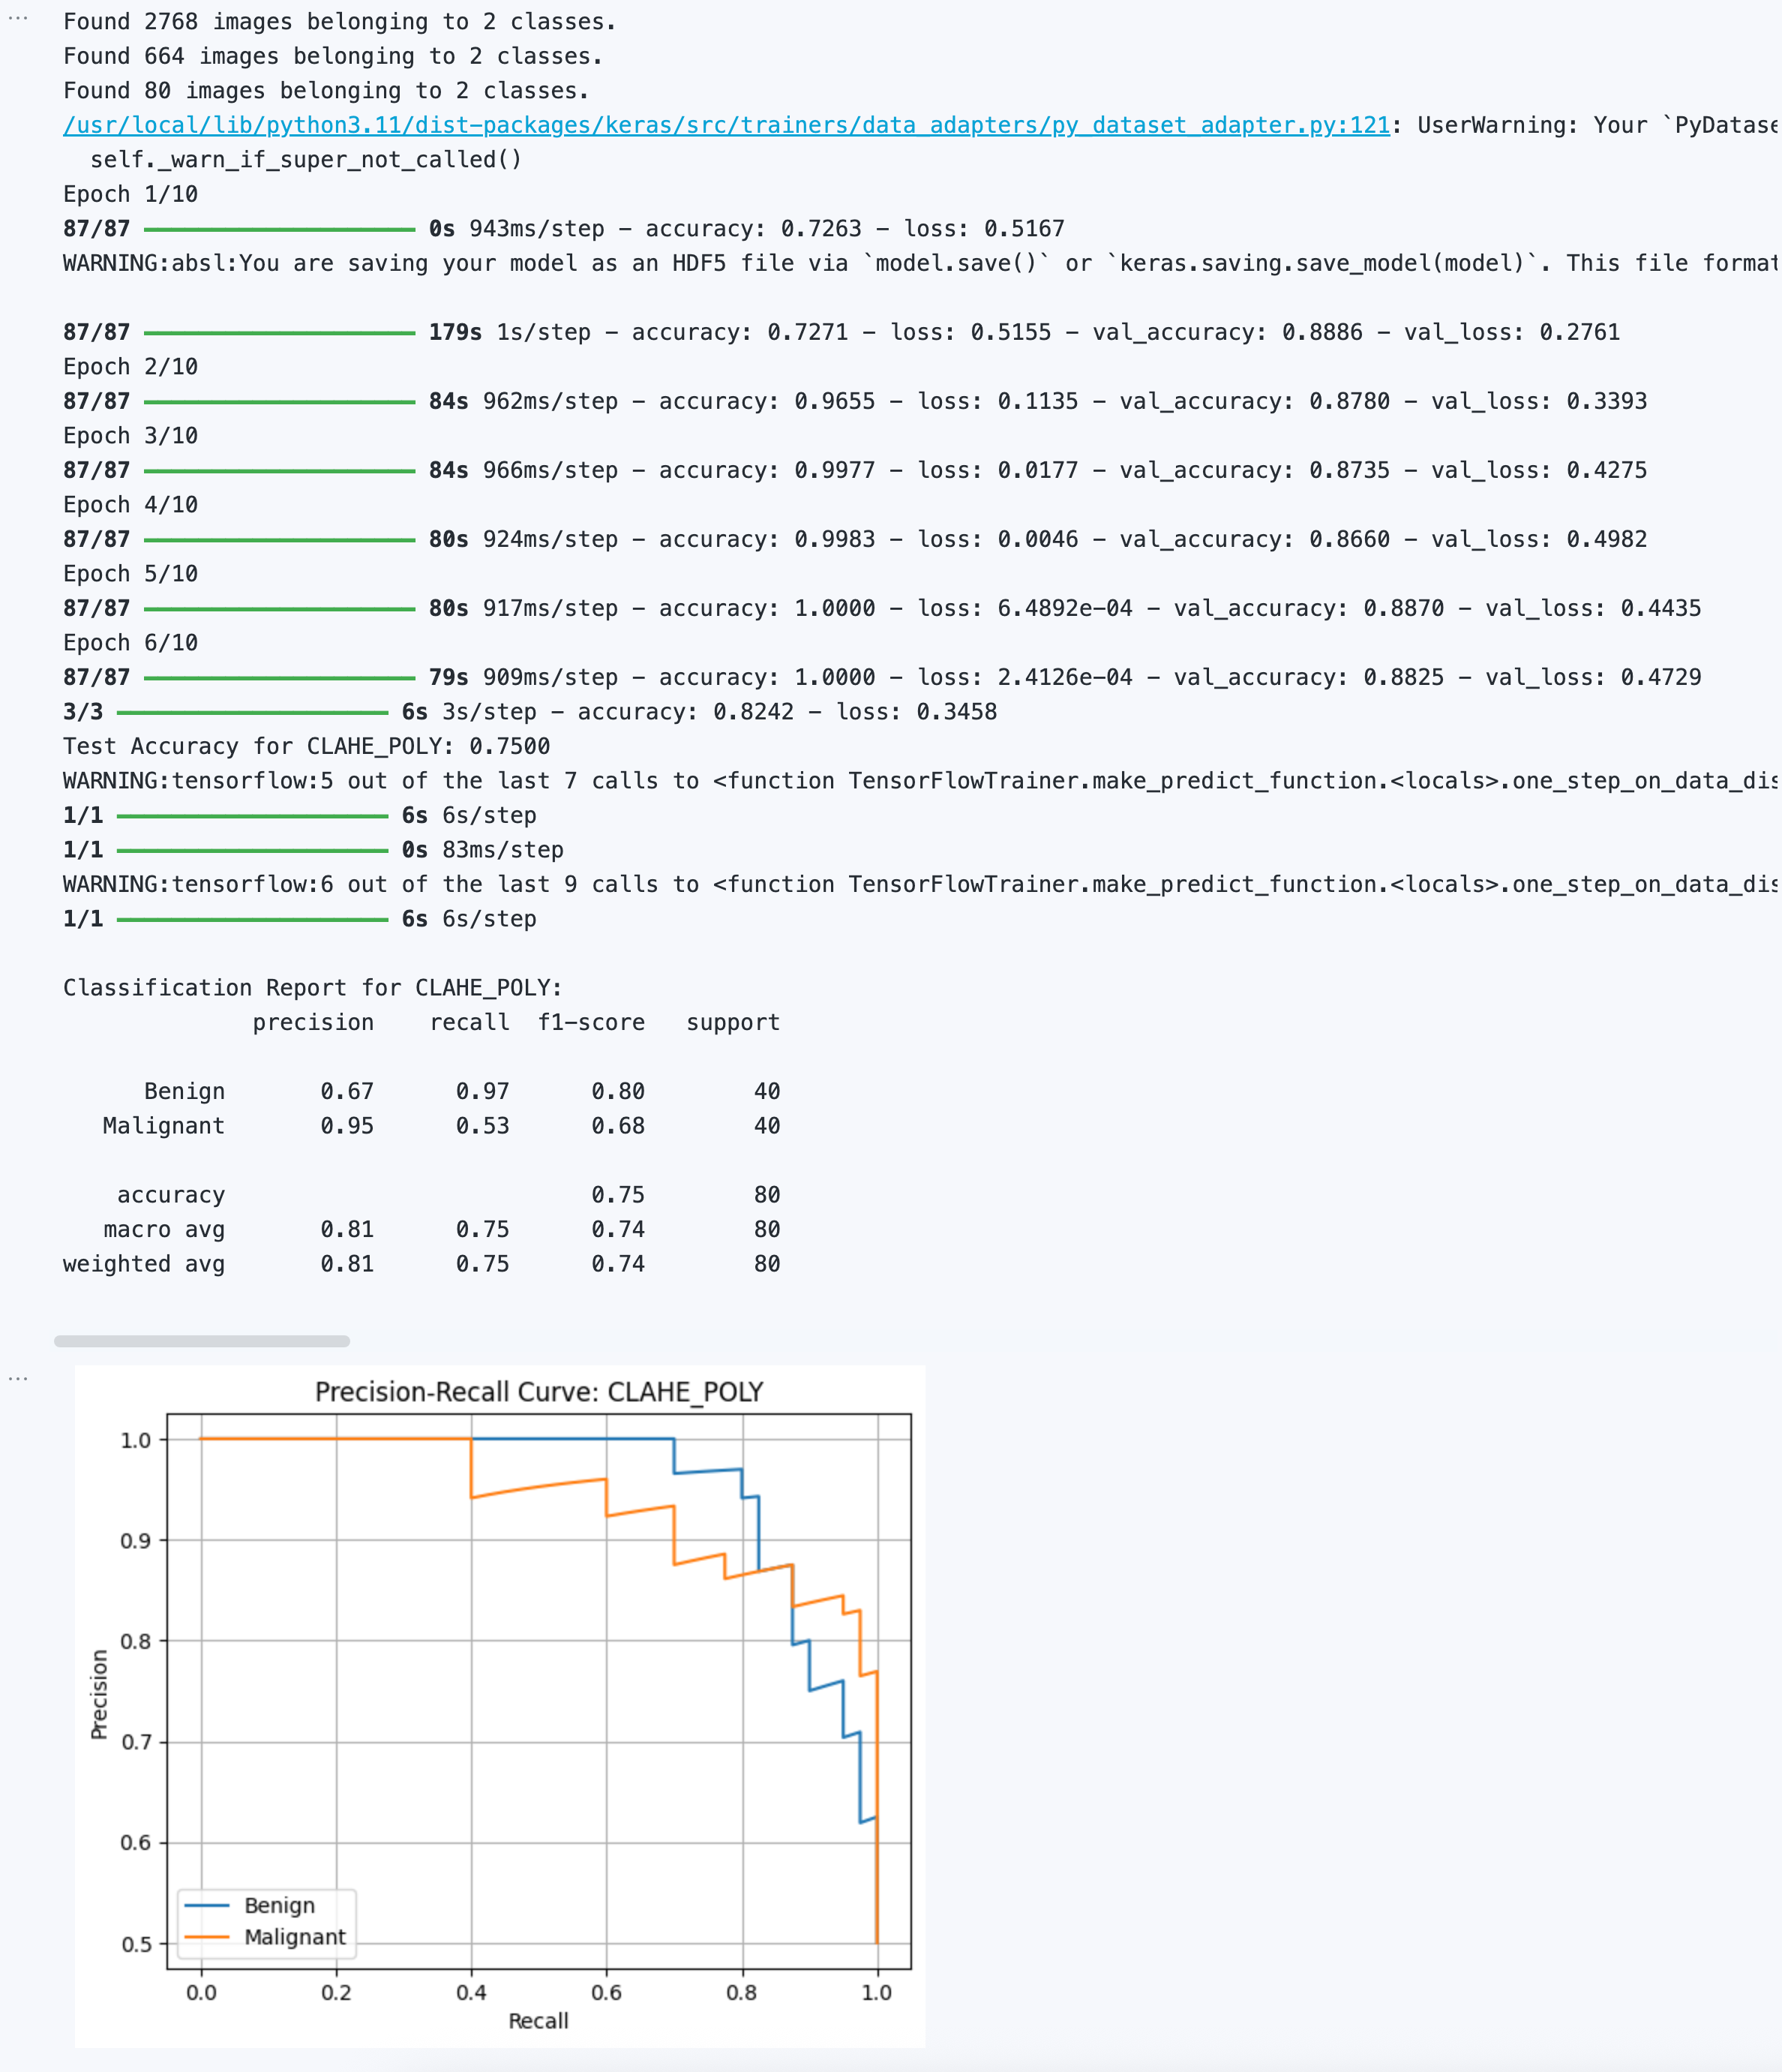 Found 2768 images belonging to 2 classes.
Found 664 images belonging to 2 classes.
Found 80 images belonging to 2 classes.
/usr/local/lib/python3.11/dist-packages/keras/src/trainers/data_adapters/py_dataset_adapter.py:121: UserWarning: Your `PyDatase
self._warn_if_super_not_called()
Epoch 1/10
87/87 ━━━━━━━━━━━━━━━━━━━━ 0s 943ms/step - accuracy: 0.7263 - loss: 0.5167
WARNING:absl:You are saving your model as an HDF5 file via `model.save()` or `keras.saving.save_model(model)`. This file format
87/87 ━━━━━━━━━━━━━━━━━━━━ 179s 1s/step - accuracy: 0.7271 - loss: 0.5155 - val_accuracy: 0.8886 - val_loss: 0.2761
Epoch 2/10
87/87 ━━━━━━━━━━━━━━━━━━━━ 84s 962ms/step - accuracy: 0.9655 - loss: 0.1135 - val_accuracy: 0.8780 - val_loss: 0.3393
Epoch 3/10
87/87 ━━━━━━━━━━━━━━━━━━━━ 84s 966ms/step - accuracy: 0.9977 - loss: 0.0177 - val_accuracy: 0.8735 - val_loss: 0.4275
Epoch 4/10
87/87 ━━━━━━━━━━━━━━━━━━━━ 80s 924ms/step - accuracy: 0.9983 - loss: 0.0046 - val_accuracy: 0.8660 - val_loss: 0.4982
Epoch 5/10
87/87 ━━━━━━━━━━━━━━━━━━━━ 80s 917ms/step - accuracy: 1.0000 - loss: 6.4892e-04 - val_accuracy: 0.8870 - val_loss: 0.4435
Epoch 6/10
87/87 ━━━━━━━━━━━━━━━━━━━━ 79s 909ms/step - accuracy: 1.0000 - loss: 2.4126e-04 - val_accuracy: 0.8825 - val_loss: 0.4729
3/3 ━━━━━━━━━━━━━━━━━━━━ 6s 3s/step - accuracy: 0.8242 - loss: 0.3458
Test Accuracy for CLAHE_POLY: 0.7500
WARNING:tensorflow:5 out of the last 7 calls to <function TensorFlowTrainer.make_predict_function.<locals>.one_step_on_data_dis
1/1 ━━━━━━━━━━━━━━━━━━━━ 6s 6s/step
1/1 ━━━━━━━━━━━━━━━━━━━━ 0s 83ms/step
WARNING:tensorflow:6 out of the last 9 calls to <function TensorFlowTrainer.make_predict_function.<locals>.one_step_on_data_dis
1/1 ━━━━━━━━━━━━━━━━━━━━ 6s 6s/step
Classification Report for CLAHE_POLY:
precision recall f1-score support
Benign 0.67 0.97 0.80 40
Malignant 0.95 0.53 0.68 40
accuracy 0.75 80
macro avg 0.81 0.75 0.74 80
weighted avg 0.81 0.75 0.74 80
Precision-Recall Curve: CLAHE_POLY
1.0
0.9
0.8
0.7
0.6
0.5
Precision
Benign
Malignant
0.0 0.2 0.4 0.6 0.8 1.0
Recall